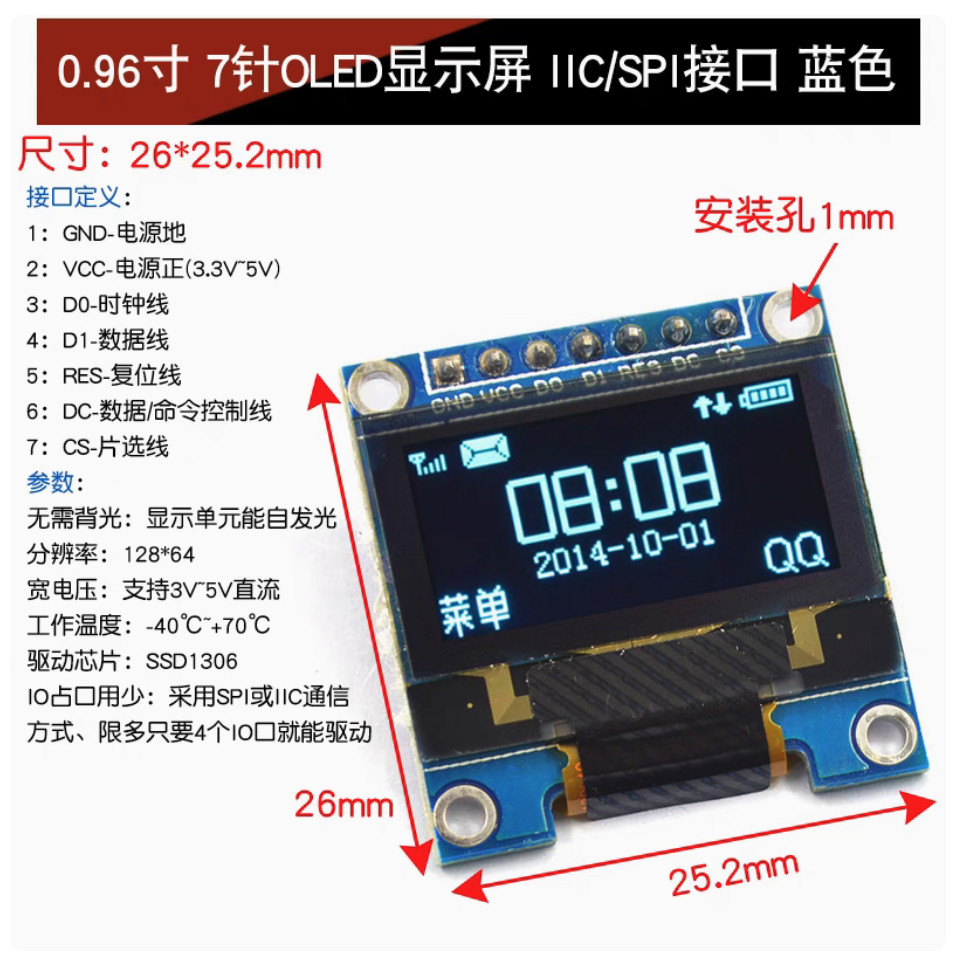 0.96寸 7针OLED显示屏 IIC/SPI接口 蓝色
尺寸：26*25.2mm
接口定义：
1：GND-电源地
2：VCC-电源正(3.3V~5V)
3：D0-时钟线
4：D1-数据线
5：RES-复位线
6：DC-数据/命令控制线
7：CS-片选线
参数：
无需背光：显示单元能自发光
分辨率：128*64
宽电压：支持3V~5V直流
工作温度：-40℃~+70℃
驱动芯片：SSD1306
IO占口用少：采用SPI或IIC通信
方式、限多只要4个IO口就能驱动
安装孔1mm
GND VCC D0 D1 RES DC CS
08:08
2014-10-01
菜单
QQ
26mm
25.2mm